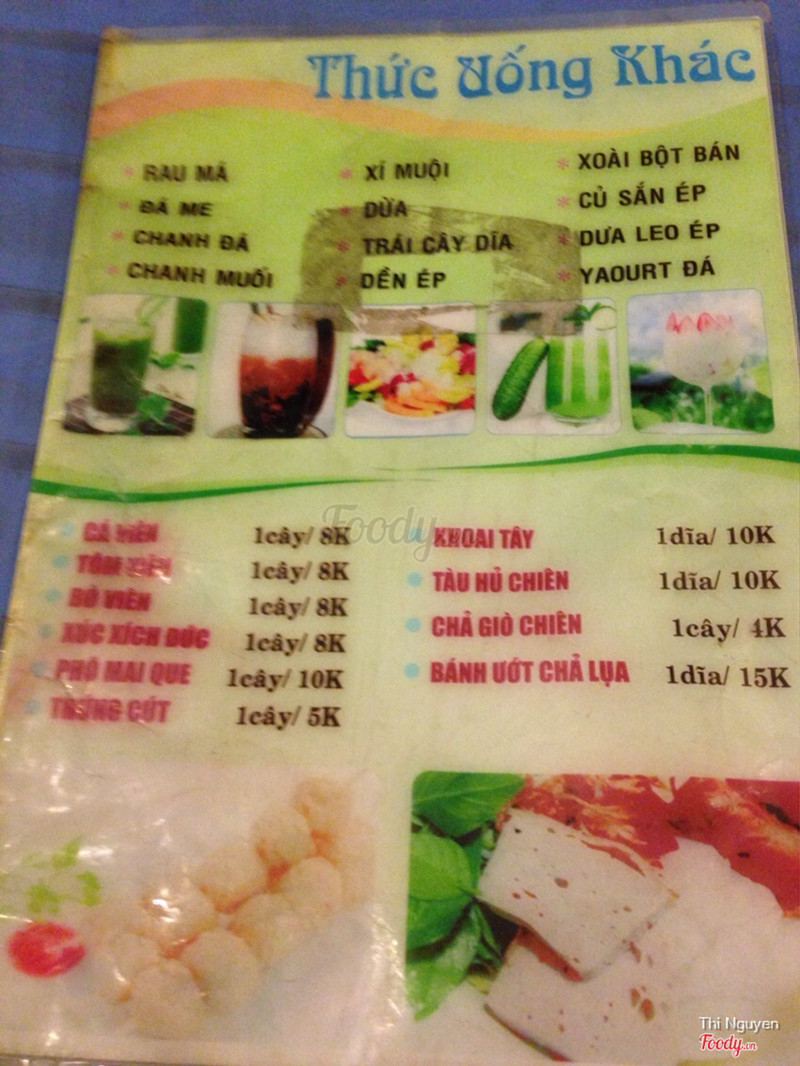 Thức Uống Khác
* RAU MÁ
* ĐÁ ME
* CHANH ĐÁ
* CHANH MUỐI
* XÍ MUỘI
* DỪA
* TRÁI CÂY DĨA
* DỀN ÉP
* XOÀI BỘT BÁN
* CỦ SẮN ÉP
* DƯA LEO ÉP
* YAOURT ĐÁ
CÁ VIÊN 1cây/ 8K
TÔM VIÊN 1cây/ 8K
BÒ VIÊN 1cây/ 8K
XÚC XÍCH ĐỨC 1cây/ 8K
PHÔ MAI QUE 1cây/ 10K
TRỨNG CÚT 1cây/ 5K
KHOAI TÂY 1dĩa/ 10K
TÀU HỦ CHIÊN 1dĩa/ 10K
CHẢ GIÒ CHIÊN 1cây/ 4K
BÁNH ƯỚT CHẢ LỤA 1dĩa/ 15K
Foody.vn
Thi Nguyen
Foody.vn